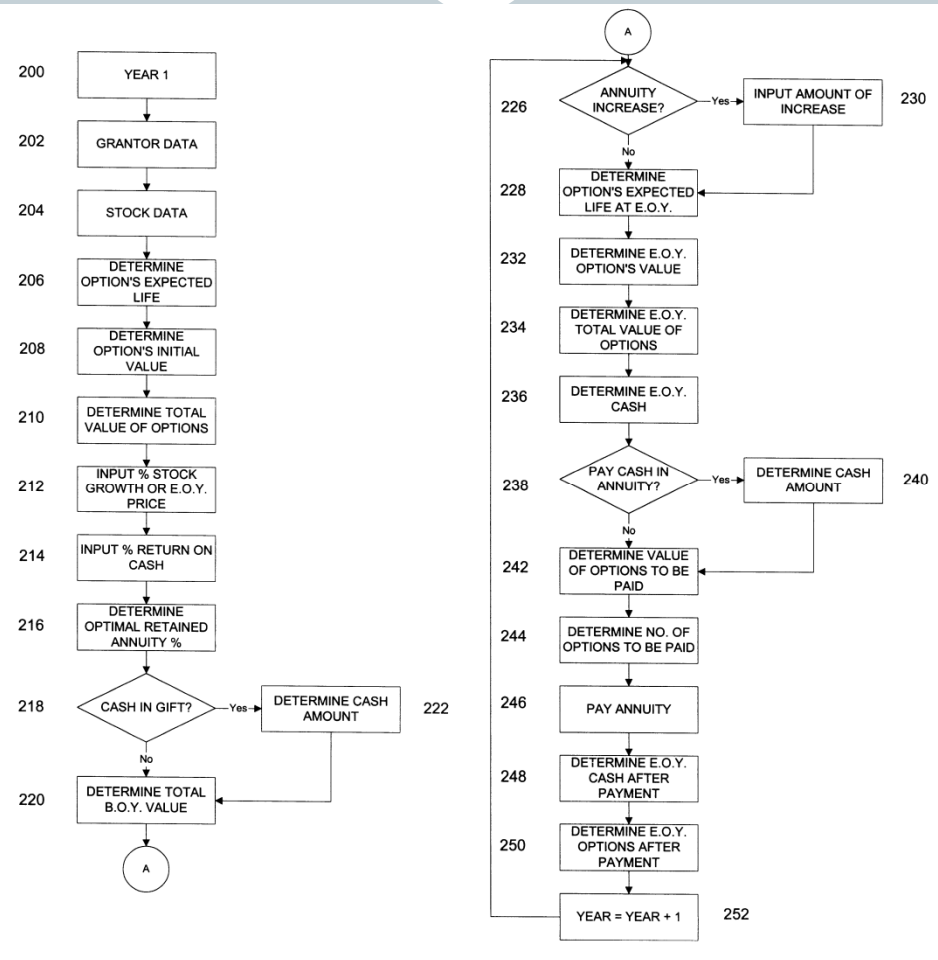 200
YEAR 1
202
GRANTOR DATA
204
STOCK DATA
206
DETERMINE
OPTION'S EXPECTED
LIFE
208
DETERMINE
OPTION'S INITIAL
VALUE
210
DETERMINE TOTAL
VALUE OF OPTIONS
212
INPUT % STOCK
GROWTH OR E.O.Y.
PRICE
214
INPUT % RETURN ON
CASH
216
DETERMINE
OPTIMAL RETAINED
ANNUITY %
218
CASH IN GIFT?
Yes
DETERMINE CASH
AMOUNT
222
No
220
DETERMINE TOTAL
B.O.Y. VALUE
A
A
226
ANNUITY
INCREASE?
Yes
INPUT AMOUNT OF
INCREASE
230
No
228
DETERMINE
OPTION'S EXPECTED
LIFE AT E.O.Y.
232
DETERMINE E.O.Y.
OPTION'S VALUE
234
DETERMINE E.O.Y.
TOTAL VALUE OF
OPTIONS
236
DETERMINE E.O.Y.
CASH
238
PAY CASH IN
ANNUITY?
Yes
DETERMINE CASH
AMOUNT
240
No
242
DETERMINE VALUE
OF OPTIONS TO BE
PAID
244
DETERMINE NO. OF
OPTIONS TO BE PAID
246
PAY ANNUITY
248
DETERMINE E.O.Y.
CASH AFTER
PAYMENT
250
DETERMINE E.O.Y.
OPTIONS AFTER
PAYMENT
YEAR = YEAR + 1
252